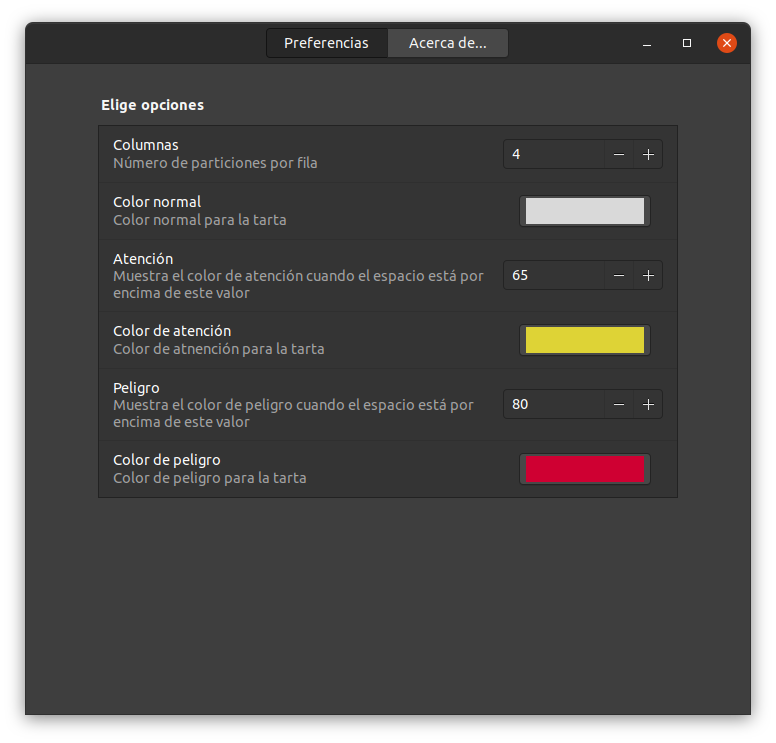 Preferencias
Acerca de...
Elige opciones
Columnas
Número de particiones por fila
4
Color normal
Color normal para la tarta
Atención
Muestra el color de atención cuando el espacio está por
encima de este valor
65
Color de atención
Color de atnención para la tarta
Peligro
Muestra el color de peligro cuando el espacio está por
encima de este valor
80
Color de peligro
Color de peligro para la tarta